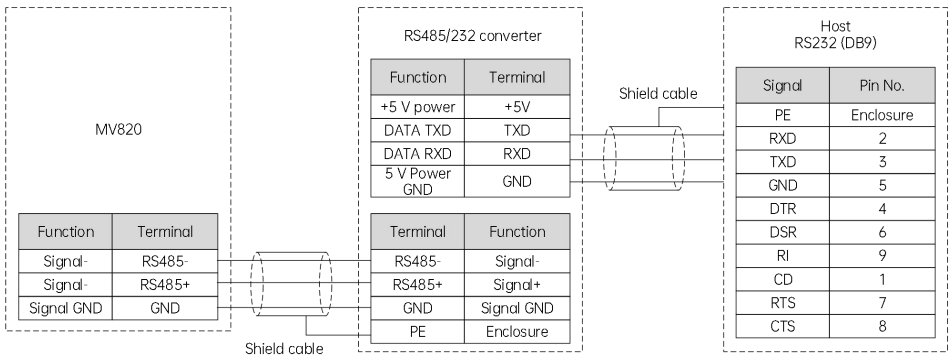 MV820
Function Terminal
Signal- RS485-
Signal- RS485+
Signal GND GND
Shield cable
RS485/232 converter
Function Terminal
+5 V power +5V
DATA TXD TXD
DATA RXD RXD
5 V Power
GND
GND
Terminal Function
RS485- Signal-
RS485+ Signal+
GND Signal GND
PE Enclosure
Shield cable
Host
RS232 (DB9)
Signal Pin No.
PE Enclosure
RXD 2
TXD 3
GND 5
DTR 4
DSR 6
RI 9
CD 1
RTS 7
CTS 8